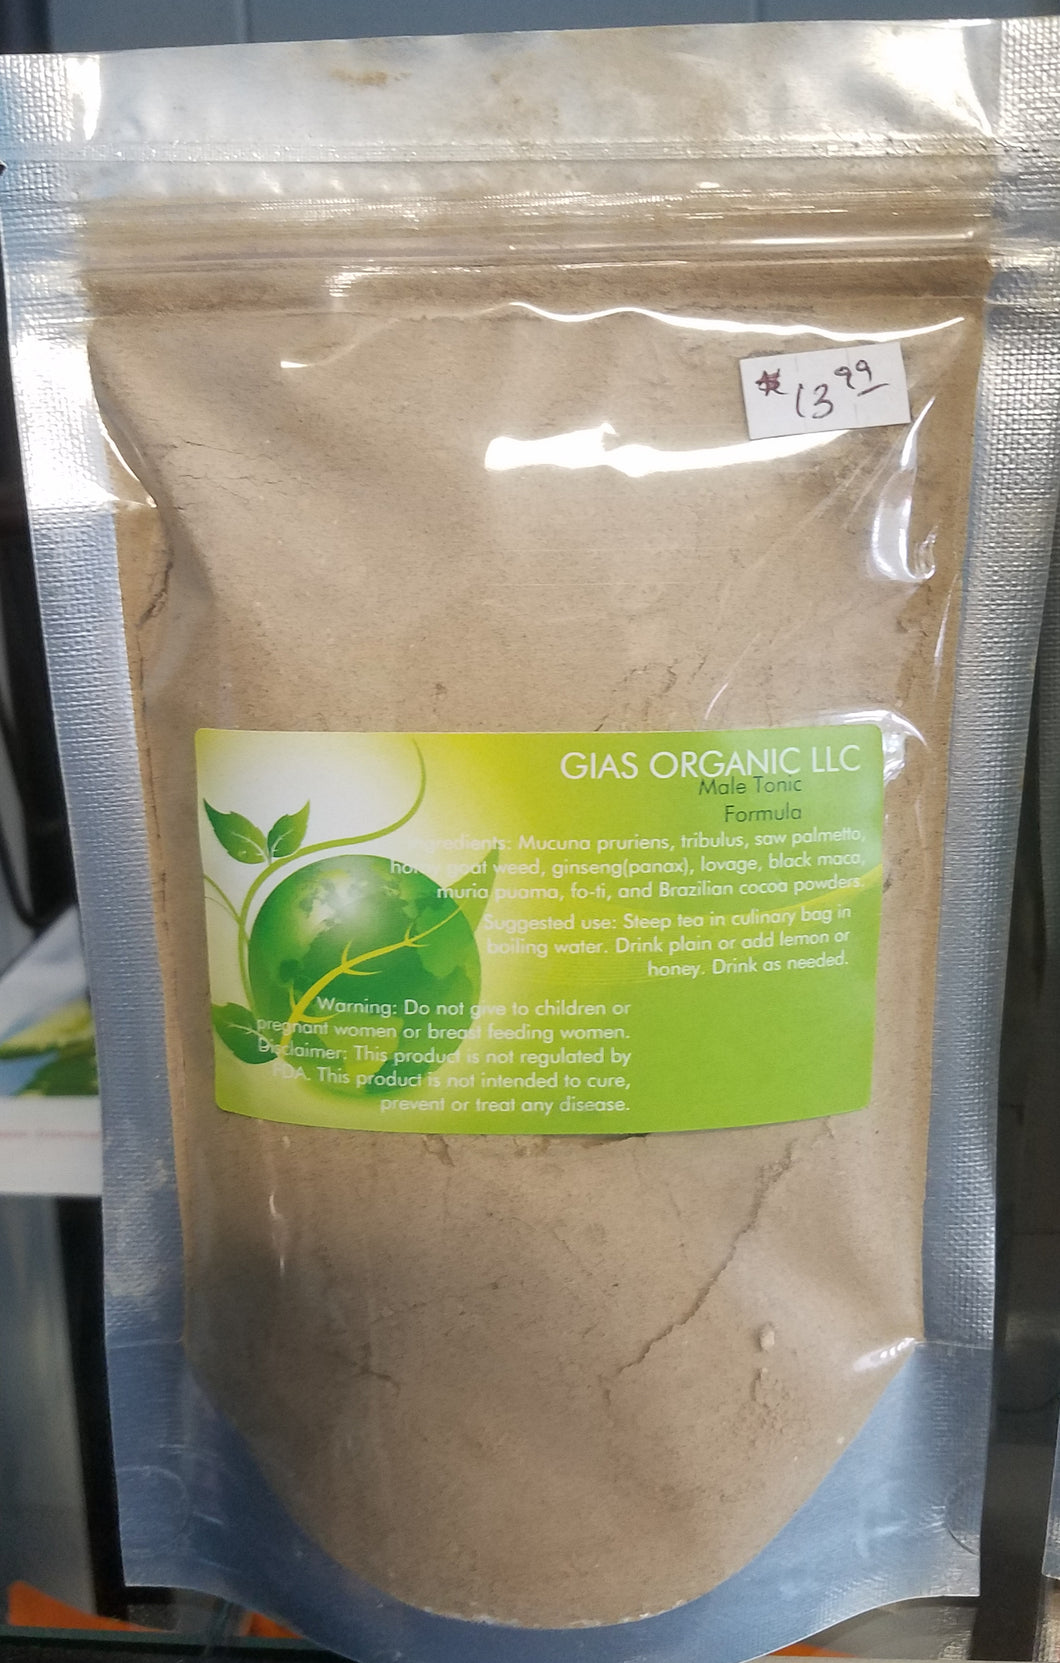 $13.99
GIAS ORGANIC LLC
Male Tonic
Formula
Ingredients: Mucuna pruriens, tribulus, saw palmetto,
horny goat weed, ginseng(panax), lovage, black maca,
muria puama, fo-ti, and Brazilian cocoa powders.
Suggested use: Steep tea in culinary bag in
boiling water. Drink plain or add lemon or
honey. Drink as needed.
Warning: Do not give to children or
pregnant women or breast feeding women.
Disclaimer: This product is not regulated by
FDA. This product is not intended to cure,
prevent or treat any disease.